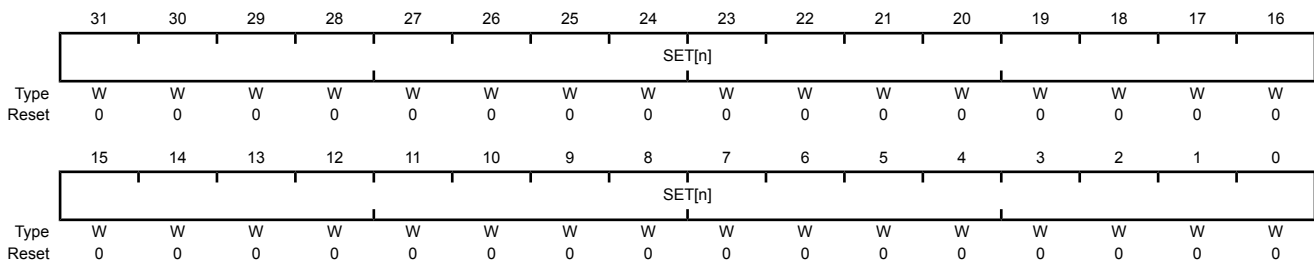 31 30 29 28 27 26 25 24 23 22 21 20 19 18 17 16
SET[n]
Type W W W W W W W W W W W W W W W W
Reset 0 0 0 0 0 0 0 0 0 0 0 0 0 0 0 0
15 14 13 12 11 10 9 8 7 6 5 4 3 2 1 0
SET[n]
Type W W W W W W W W W W W W W W W W
Reset 0 0 0 0 0 0 0 0 0 0 0 0 0 0 0 0